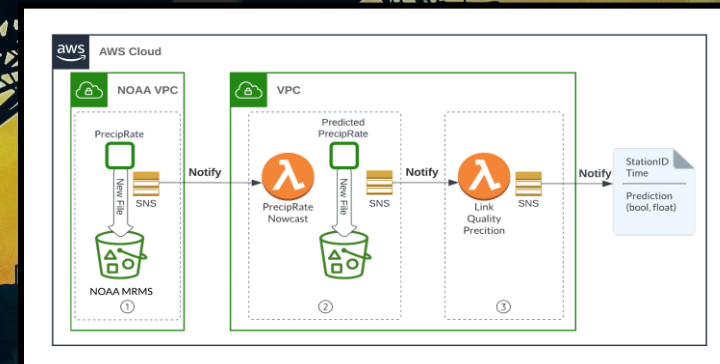 aws
AWS Cloud
NOAA VPC
VPC
PrecipRate
New File
SNS
NOAA MRMS
1
Notify
PrecipRate
Nowcast
Predicted
PrecipRate
New File
SNS
2
Notify
Link
Quality
Precition
SNS
3
Notify
StationID
Time
Prediction
(bool, float)